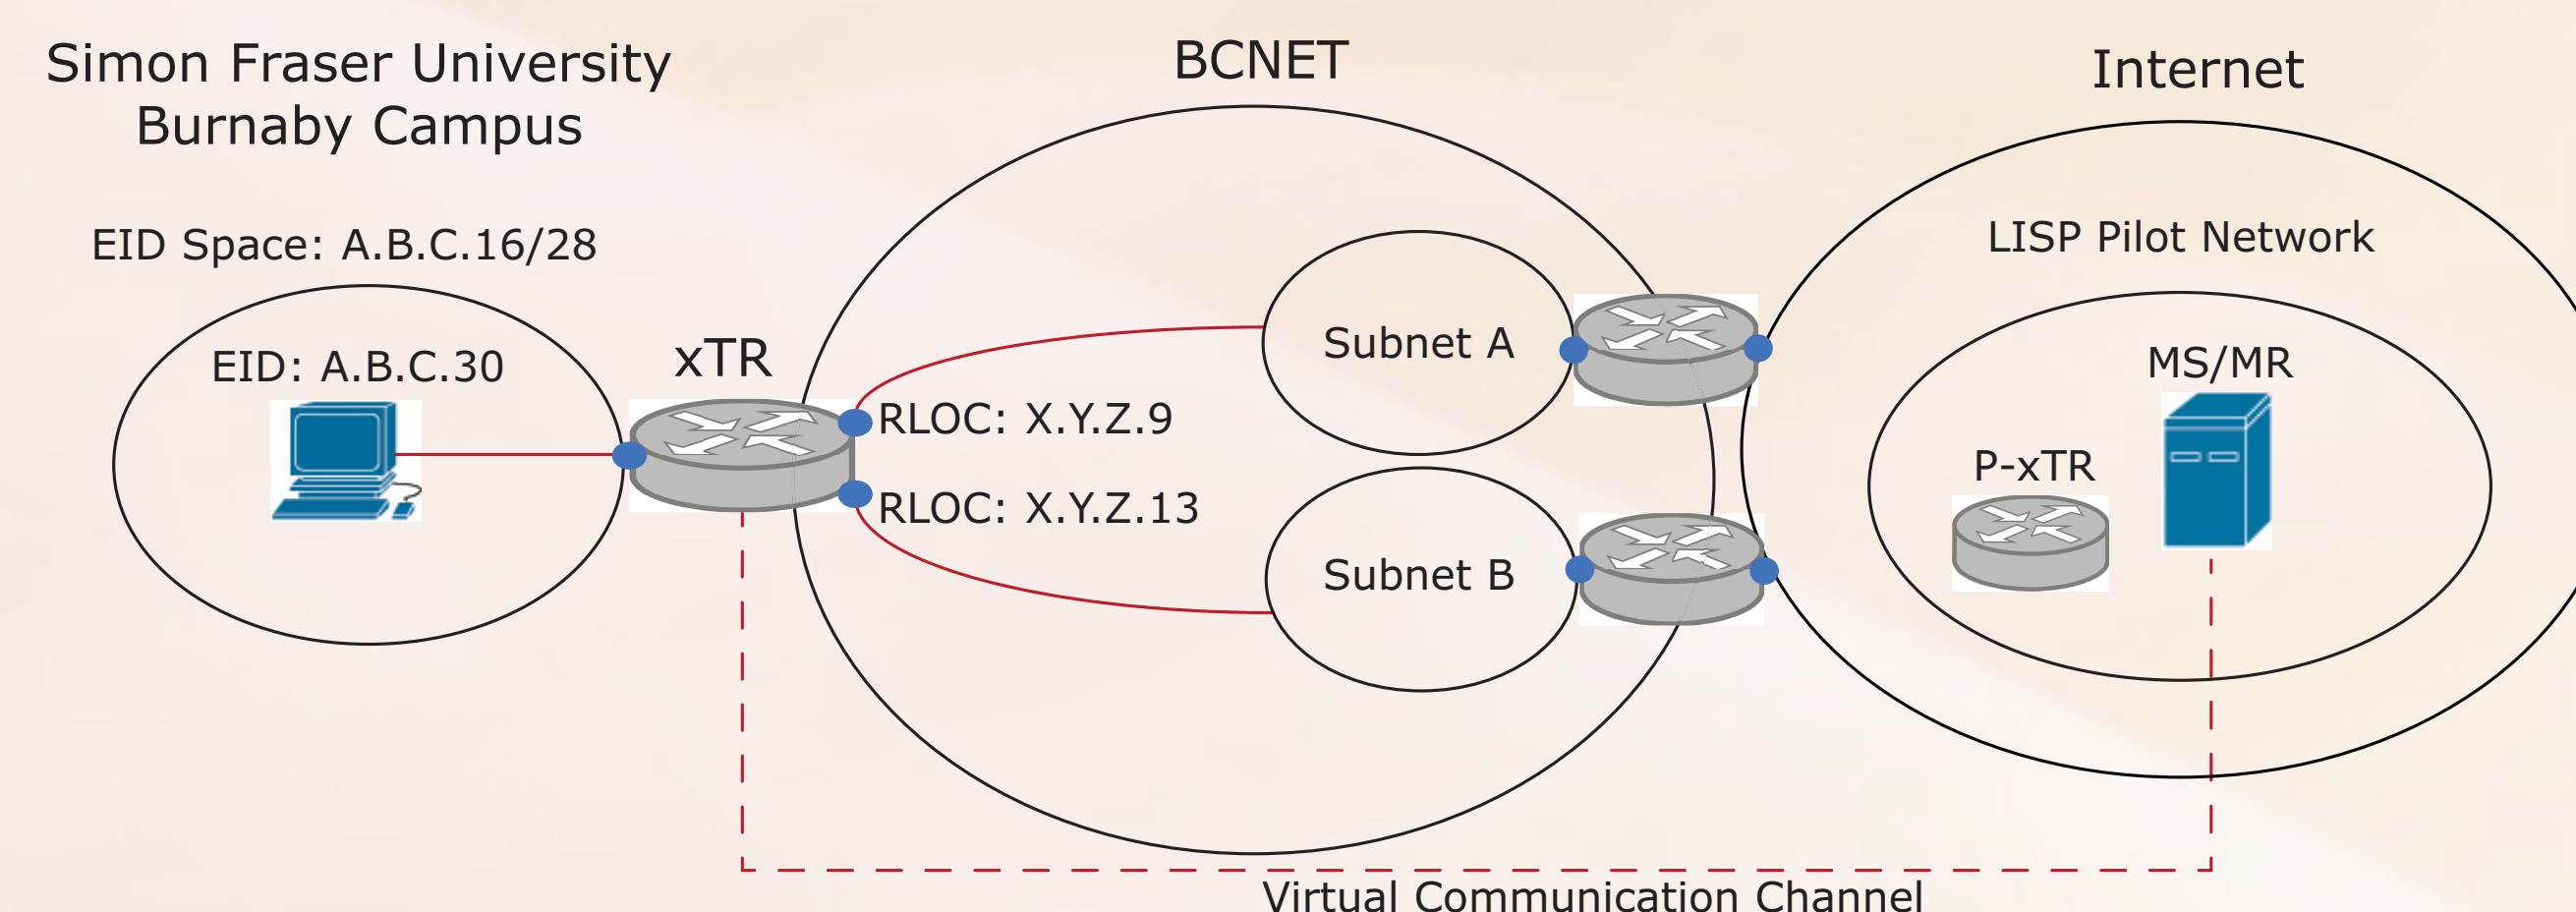 Simon Fraser University
Burnaby Campus
BCNET
Internet
EID Space: A.B.C.16/28
LISP Pilot Network
EID: A.B.C.30
xTR
Subnet A
MS/MR
RLOC: X.Y.Z.9
P-xTR
RLOC: X.Y.Z.13
Subnet B
Virtual Communication Channel